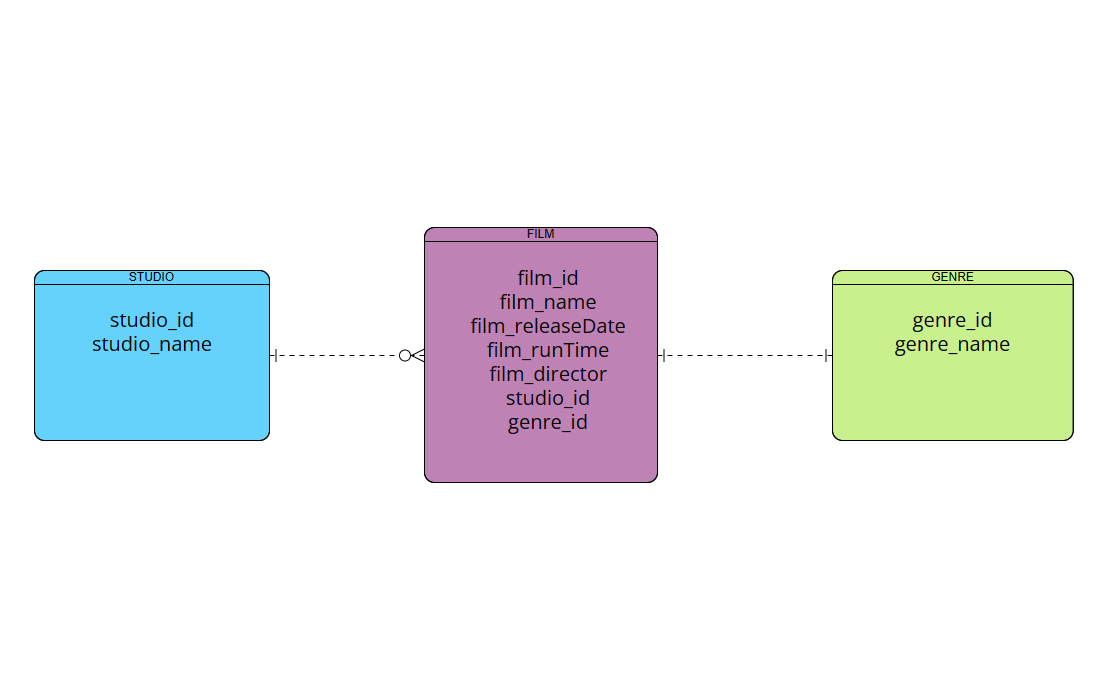 STUDIO
studio_id
studio_name
FILM
film_id
film_name
film_releaseDate
film_runTime
film_director
studio_id
genre_id
GENRE
genre_id
genre_name